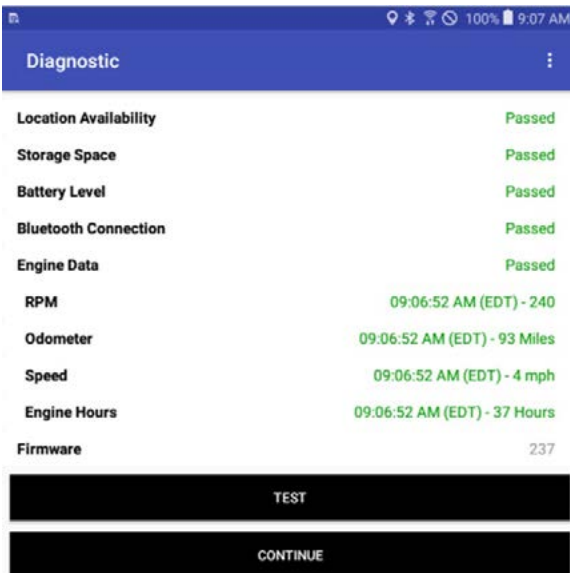 100% 9:07 AM
Diagnostic
Location Availability Passed
Storage Space Passed
Battery Level Passed
Bluetooth Connection Passed
Engine Data Passed
RPM 09:06:52 AM (EDT) - 240
Odometer 09:06:52 AM (EDT) - 93 Miles
Speed 09:06:52 AM (EDT) - 4 mph
Engine Hours 09:06:52 AM (EDT) - 37 Hours
Firmware 237
TEST
CONTINUE